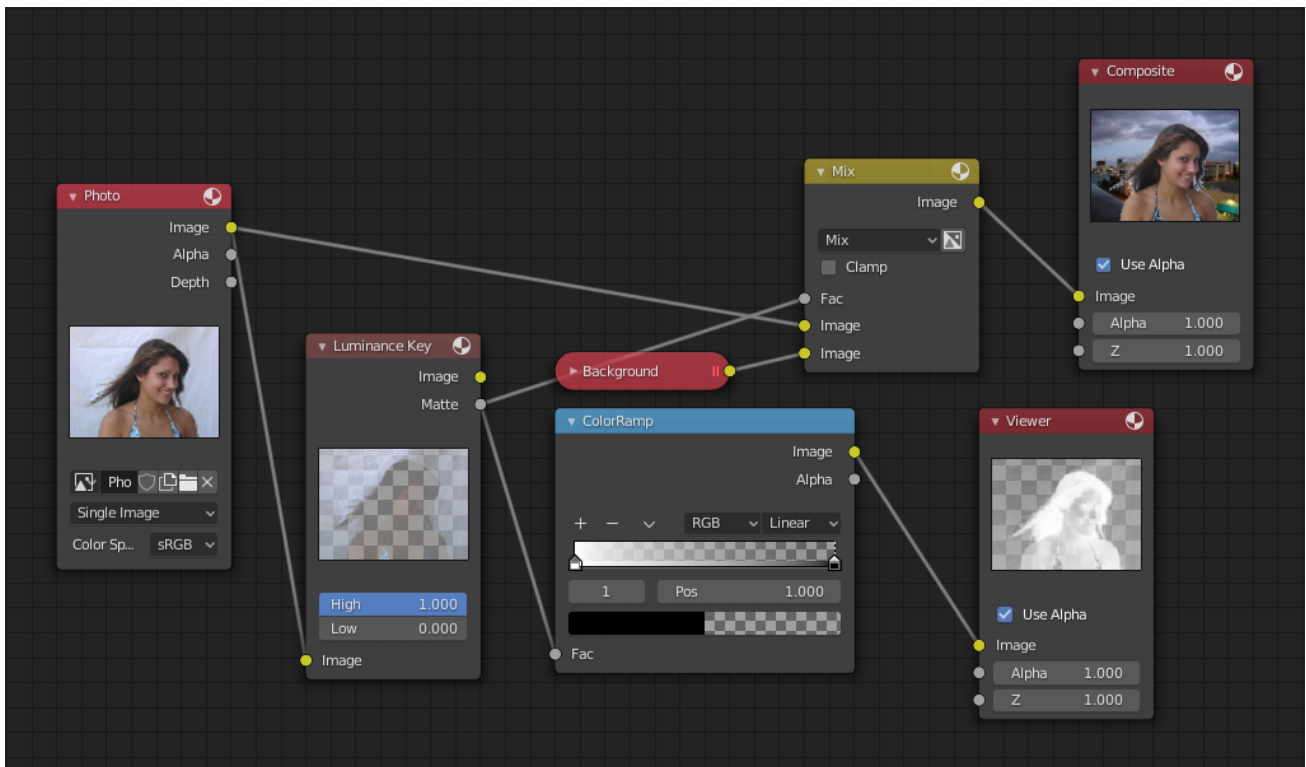 Photo
Image
Alpha
Depth
Pho
Single Image
Color Sp... sRGB
Luminance Key
Image
Matte
High 1.000
Low 0.000
Image
Background
ColorRamp
Image
Alpha
RGB Linear
1 Pos 1.000
Fac
Mix
Image
Mix
Clamp
Fac
Image
Image
Composite
Use Alpha
Image
Alpha 1.000
Z 1.000
Viewer
Use Alpha
Image
Alpha 1.000
Z 1.000